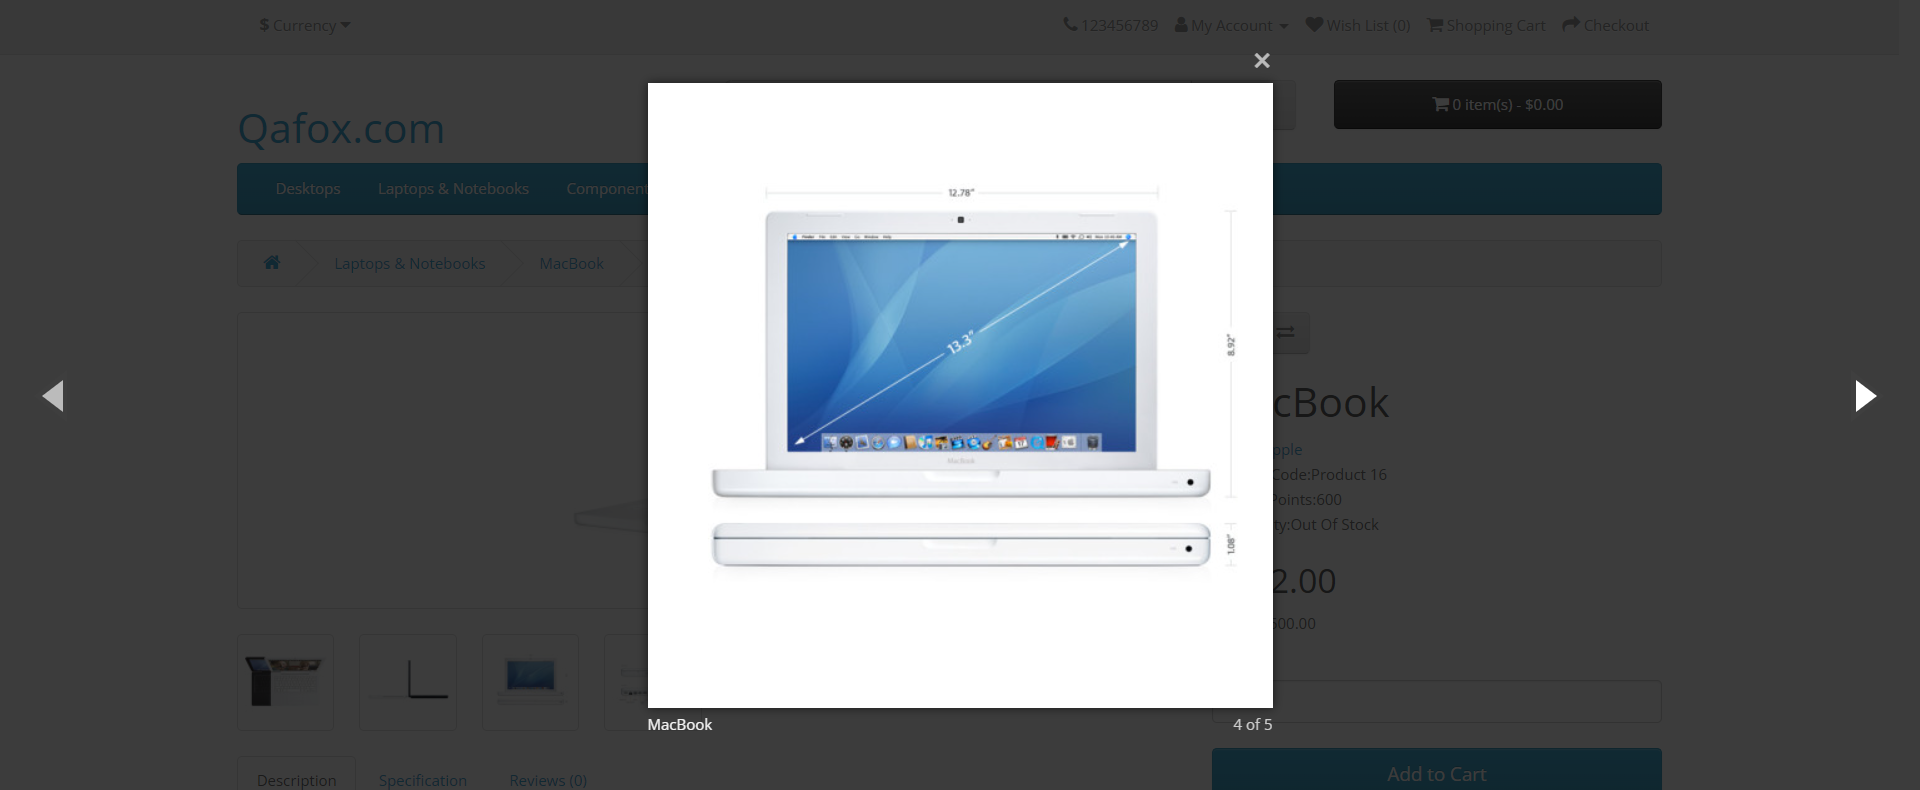 $ Currency
123456789 My Account Wish List (0) Shopping Cart Checkout
Qafox.com
0 item(s) - $0.00
Desktops Laptops & Notebooks Component
Laptops & Notebooks MacBook
12.78"
13.3"
8.92"
MacBook
1.08"
cBook
pple
Code:Product 16
Points:600
ty:Out Of Stock
2.00
600.00
MacBook 4 of 5
Description Specification Reviews (0)
Add to Cart